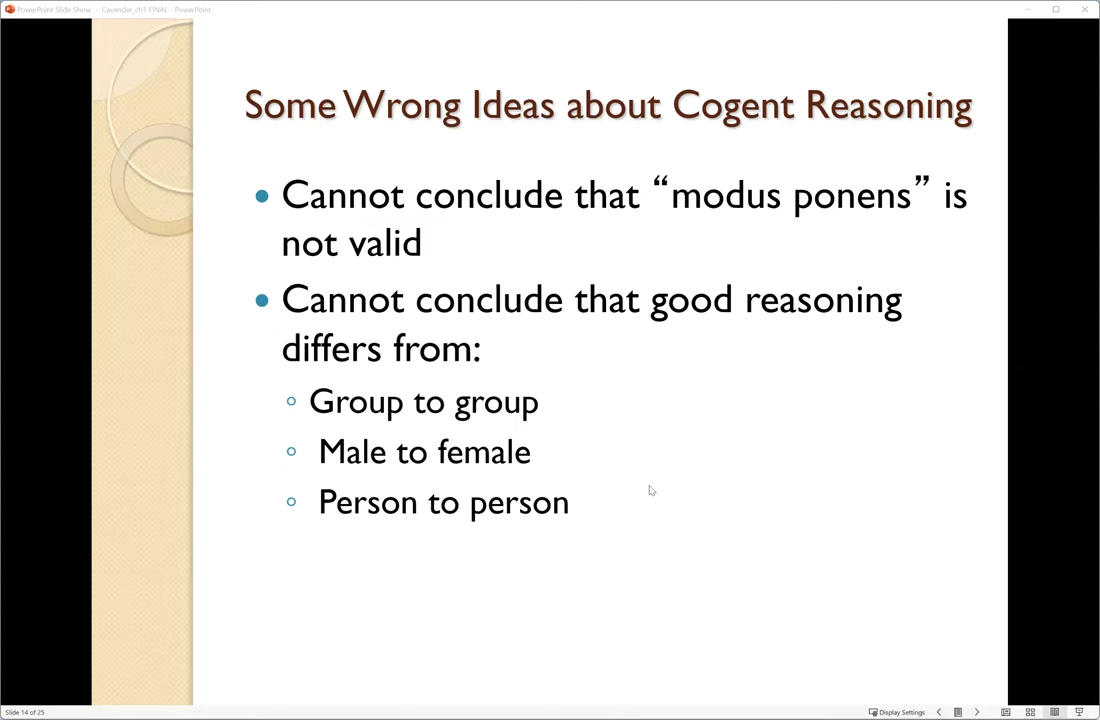 PowerPoint Slide Show - Cavender_ch1 FINAL - PowerPoint
Some Wrong Ideas about Cogent Reasoning
• Cannot conclude that “modus ponens” is
not valid
• Cannot conclude that good reasoning
differs from:
◦ Group to group
◦ Male to female
◦ Person to person
Slide 14 of 25
Display Settings